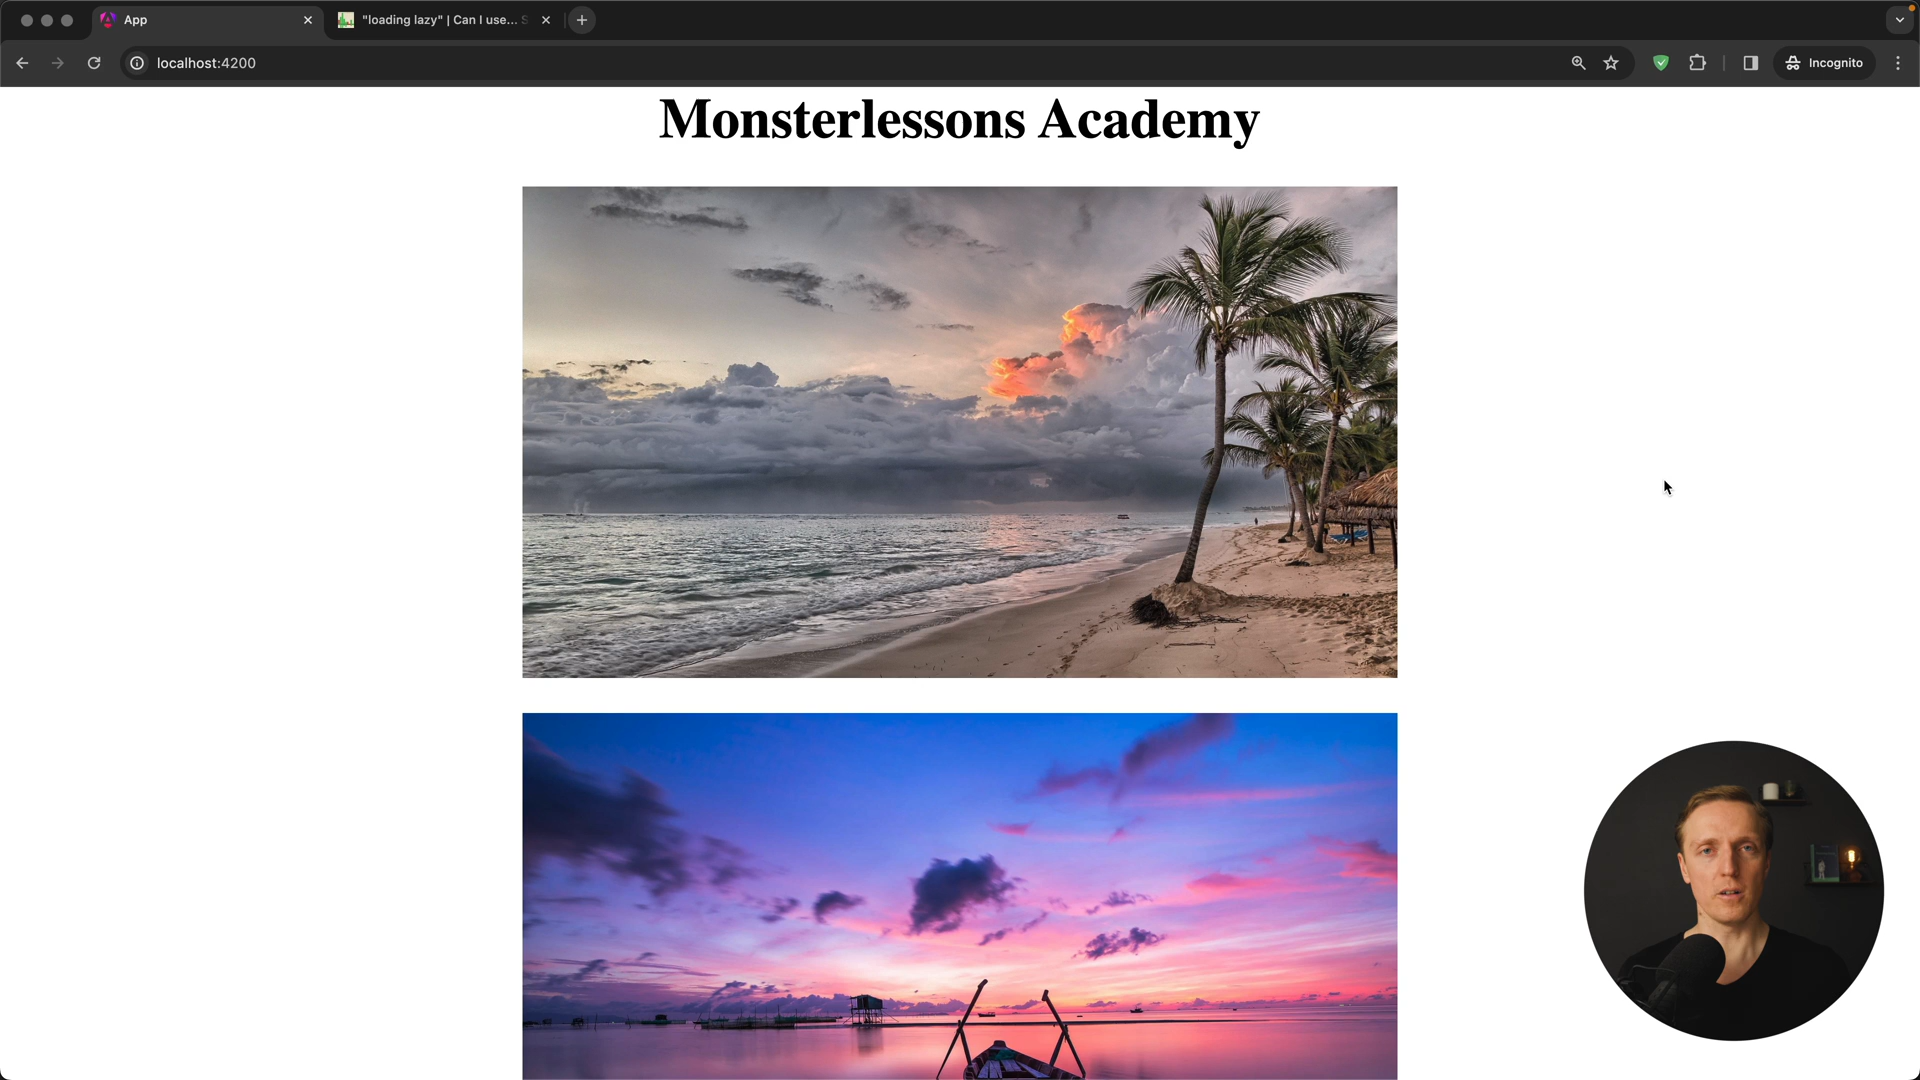 App
"loading lazy" | Can I use...
localhost:4200
Incognito
Monsterlessons Academy